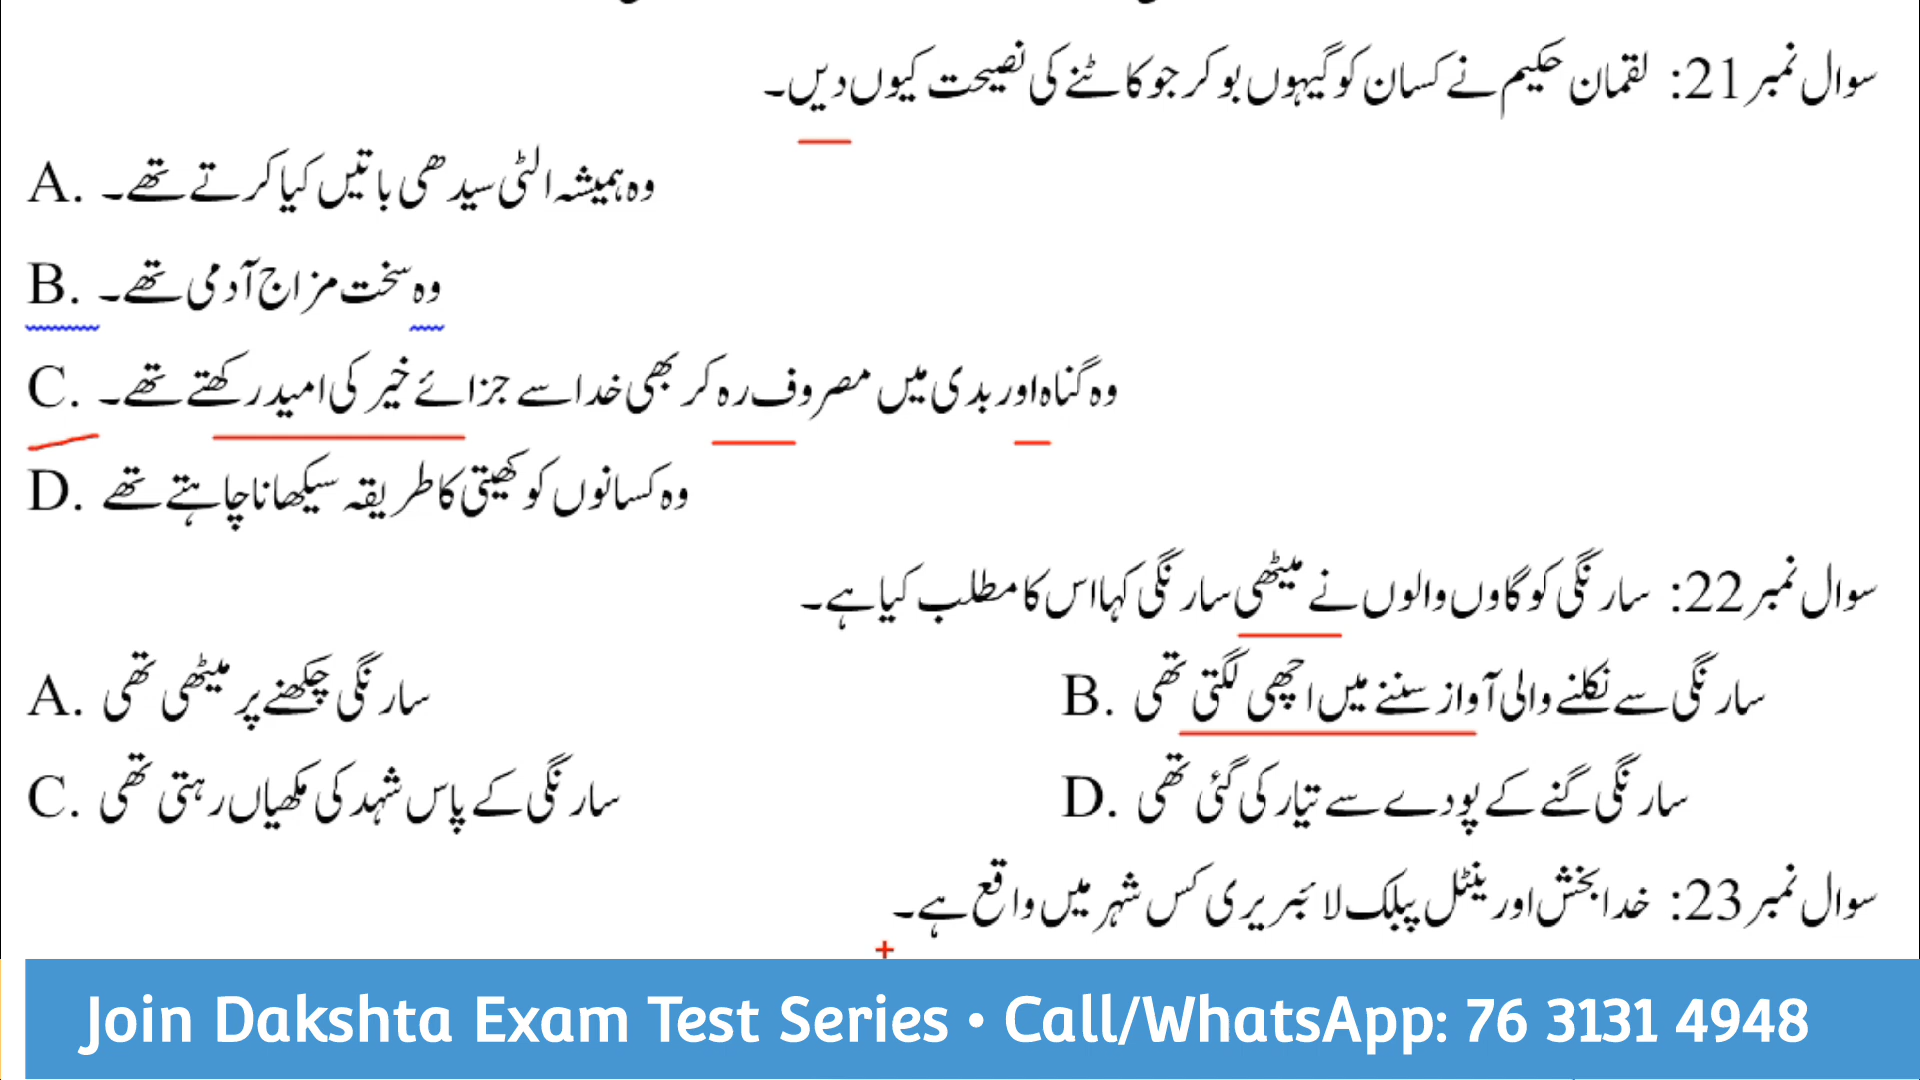 سوال نمبر 21: لقمان حکیم نے کسان کو گیہوں بو کر جو کاٹنے کی نصیحت کیوں دیں۔
A. وہ ہمیشہ الٹی سیدھی باتیں کیا کرتے تھے۔
B. وہ سخت مزاج آدمی تھے۔
C. وہ گناہ اور بدی میں مصروف رہ کر بھی خدا سے جزائے خیر کی امید رکھتے تھے۔
D. وہ کسانوں کو کھیتی کا طریقہ سیکھانا چاہتے تھے
سوال نمبر 22: سارنگی کو گاوں والوں نے میٹھی سارنگی کہا اس کا مطلب کیا ہے۔
A. سارنگی چکھنے پر میٹھی تھی
B. سارنگی سے نکلنے والی آواز سننے میں اچھی لگتی تھی
C. سارنگی کے پاس شہد کی مکھیاں رہتی تھی
D. سارنگی گنے کے پودے سے تیار کی گئی تھی
سوال نمبر 23: خدا بخش اورینٹل پبلک لائبریری کس شہر میں واقع ہے۔
Join Dakshta Exam Test Series • Call/WhatsApp: 76 3131 4948